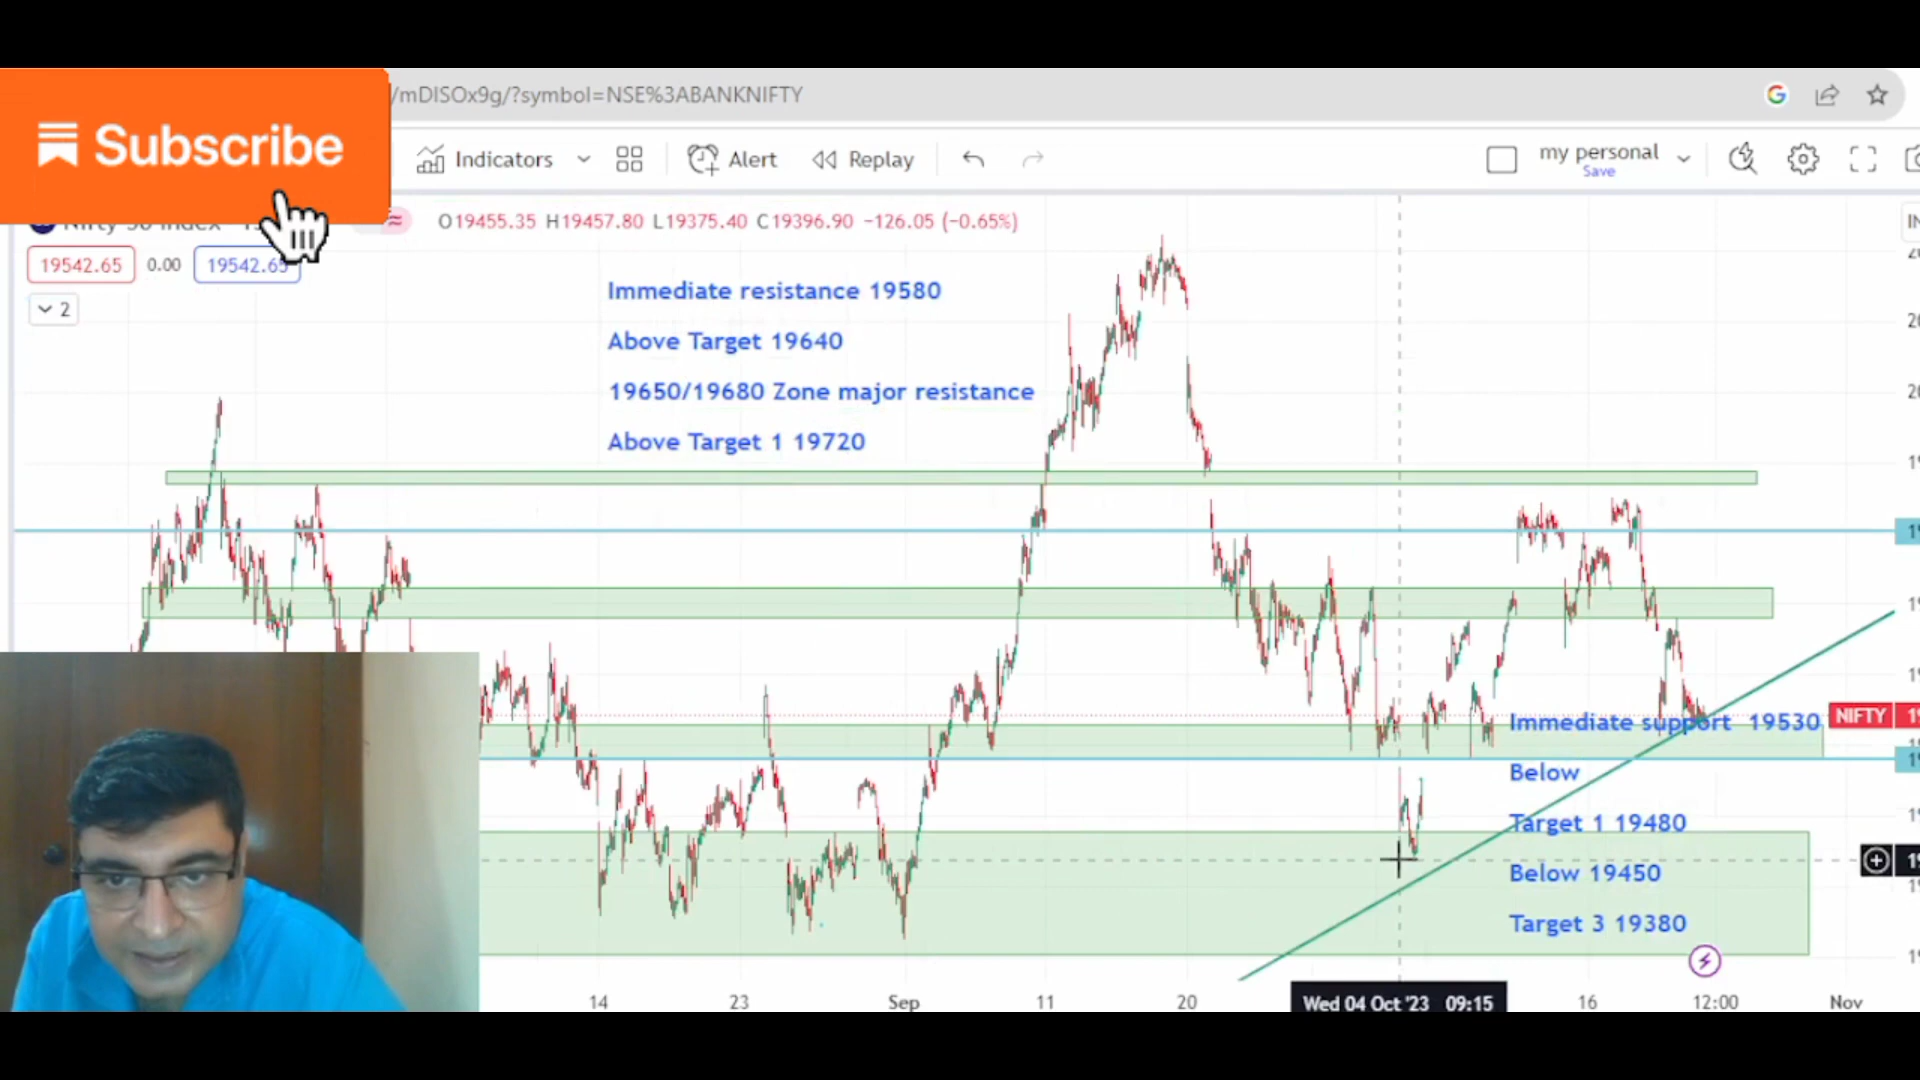 Subscribe
/mDISOx9g/?symbol=NSE%3ABANKNIFTY
Indicators
Alert
Replay
my personal
Save
O19455.35 H19457.80 L19375.40 C19396.90 −126.05 (−0.65%)
19542.65 0.00 19542.65
2
Immediate resistance 19580
Above Target 19640
19650/19680 Zone major resistance
Above Target 1 19720
Immediate support 19530
NIFTY
Below
Target 1 19480
Below 19450
Target 3 19380
14 23 Sep 11 20 Wed 04 Oct '23 09:15 16 12:00 Nov